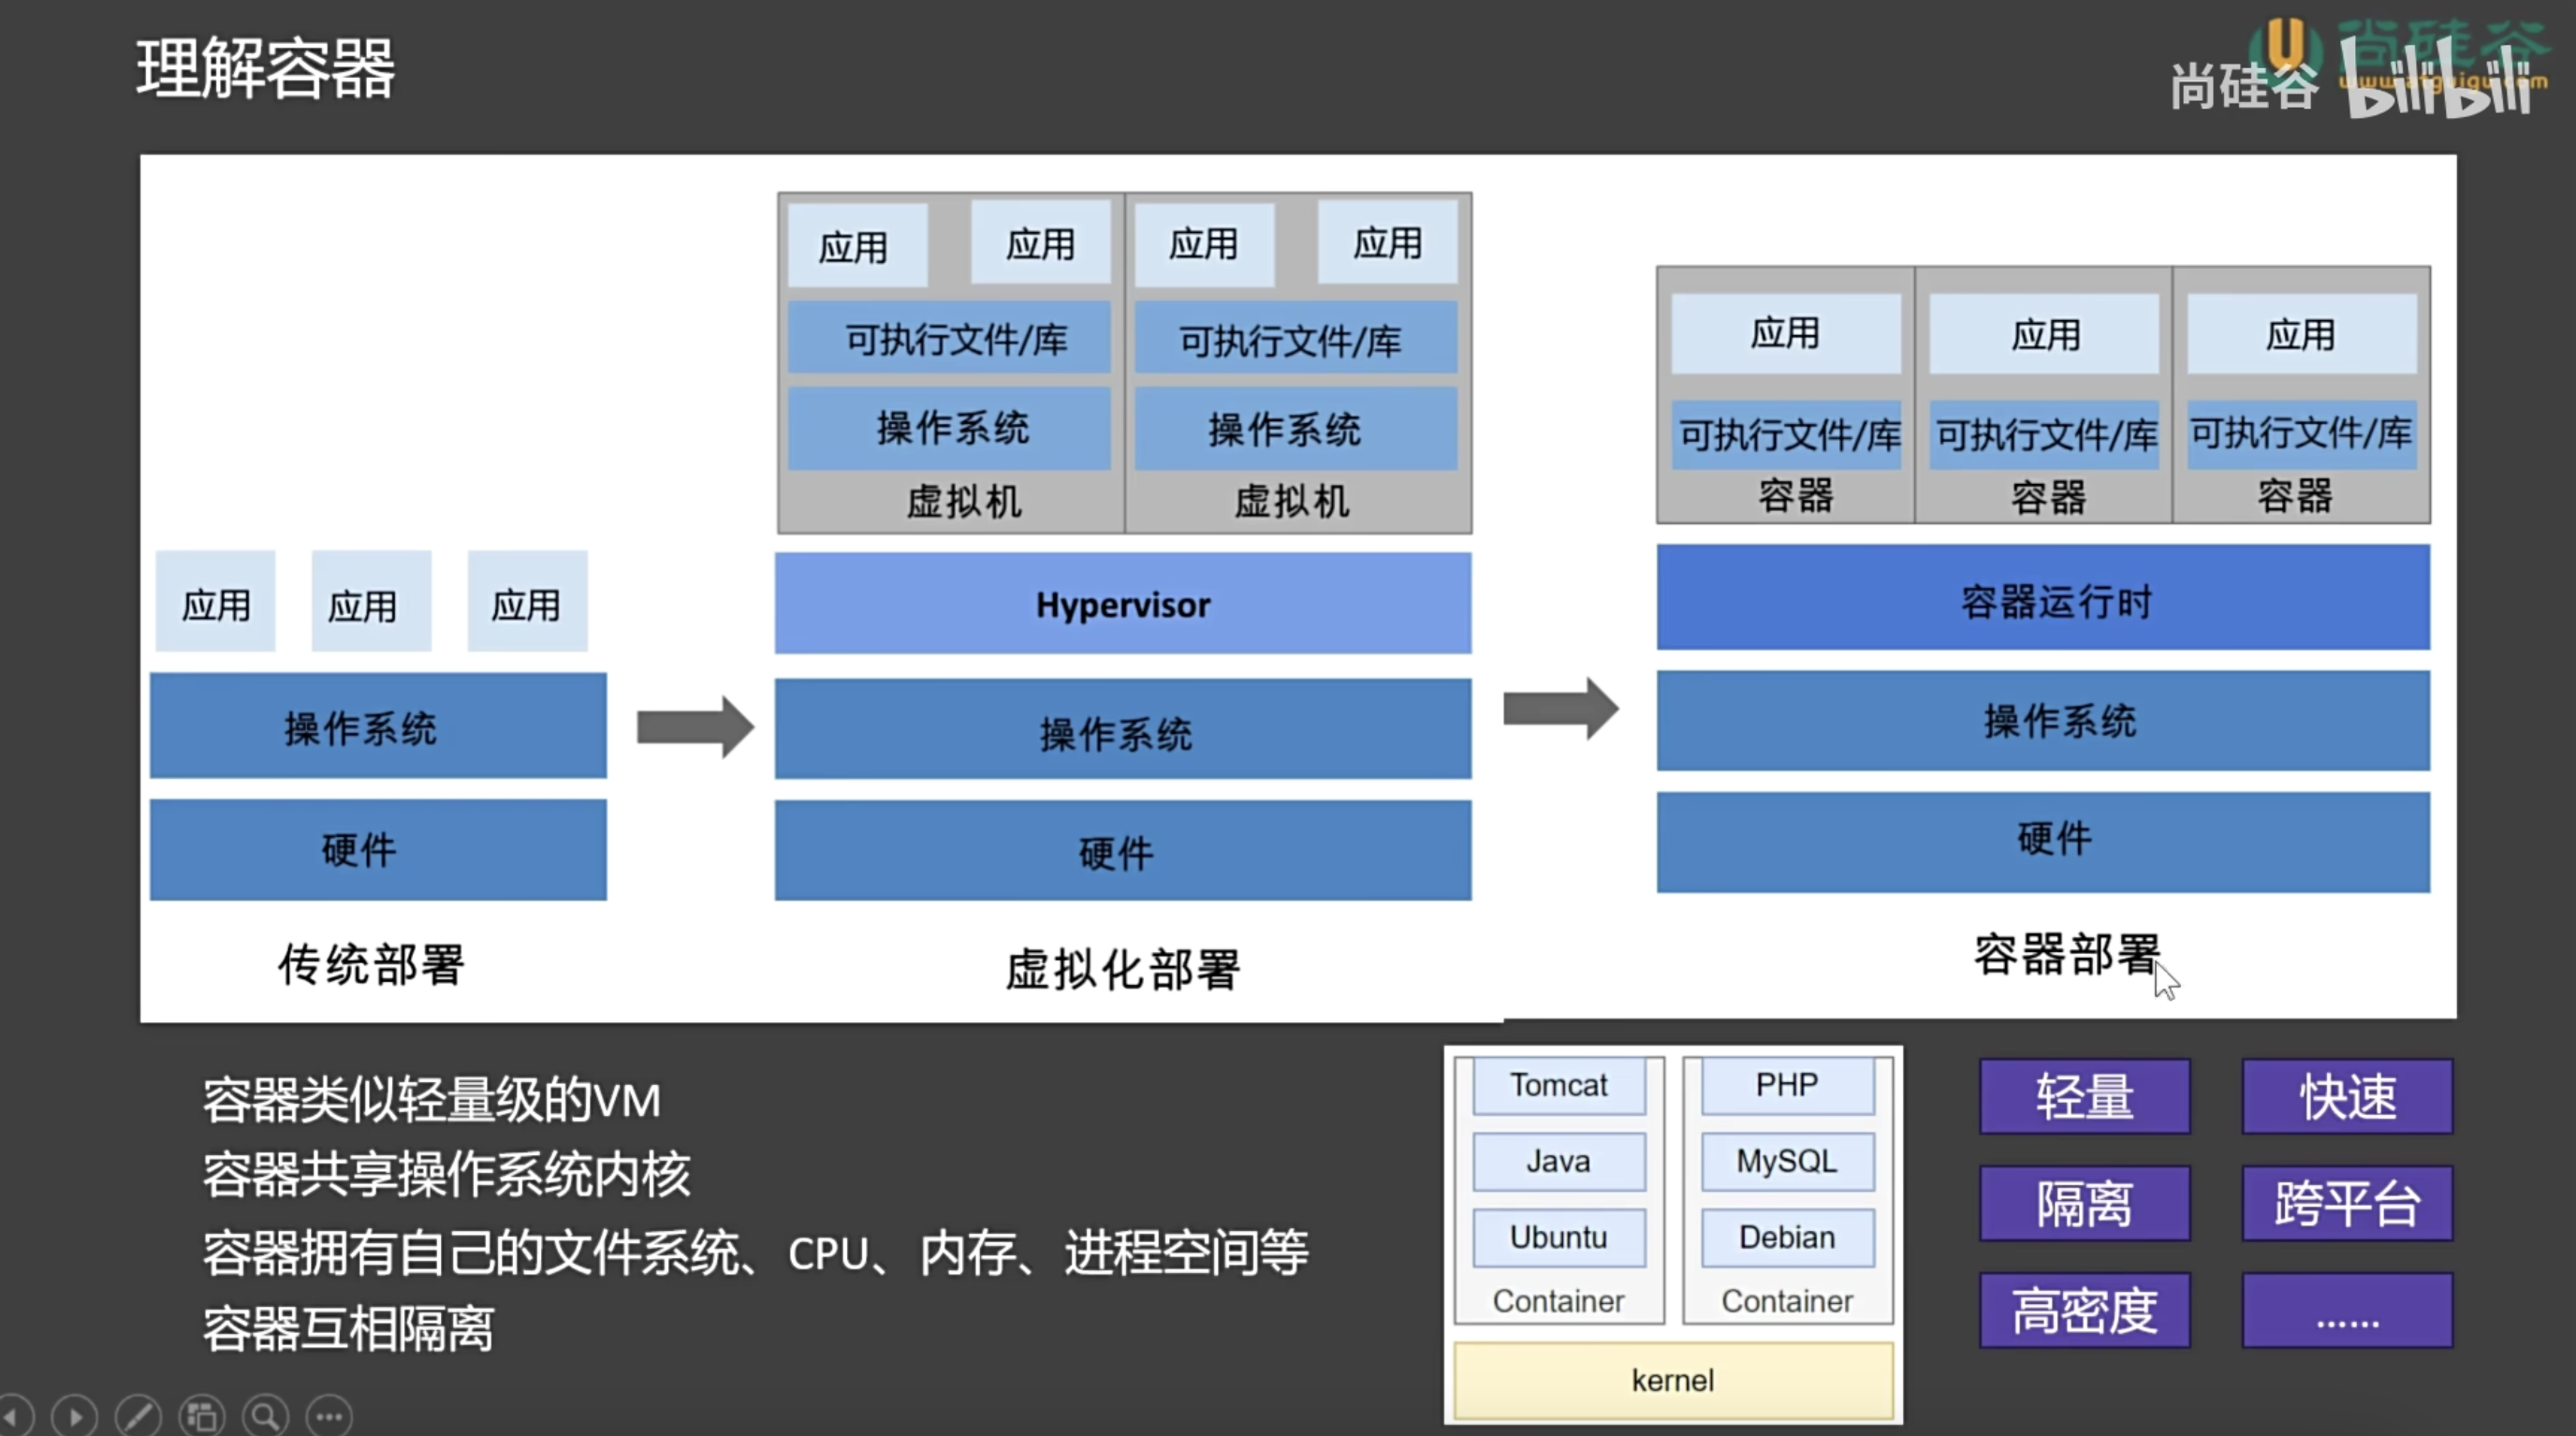 理解容器
尚硅谷
www.atguigu.com
尚硅谷 bilibili
应用 应用 应用
操作系统
硬件
传统部署
应用 应用 应用 应用
可执行文件/库 可执行文件/库
操作系统 操作系统
虚拟机 虚拟机
Hypervisor
操作系统
硬件
虚拟化部署
应用 应用 应用
可执行文件/库 可执行文件/库 可执行文件/库
容器 容器 容器
容器运行时
操作系统
硬件
容器部署
容器类似轻量级的VM
容器共享操作系统内核
容器拥有自己的文件系统、CPU、内存、进程空间等
容器互相隔离
Tomcat PHP
Java MySQL
Ubuntu Debian
Container Container
kernel
轻量 快速
隔离 跨平台
高密度 ......